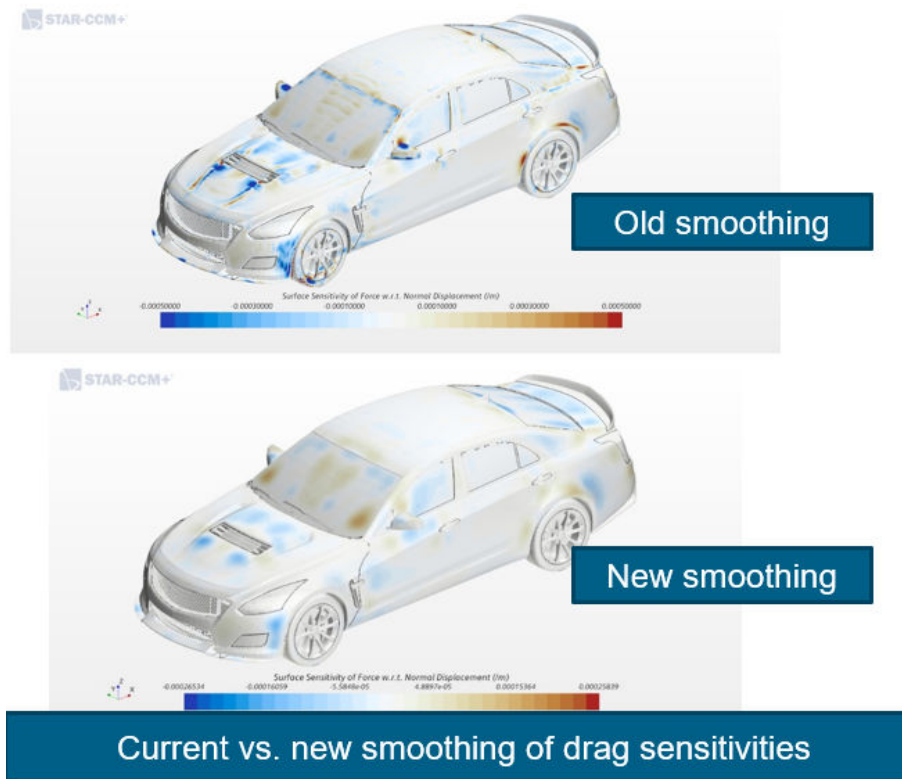 STAR-CCM+
Old smoothing
Surface Sensitivity of Force w.r.t. Normal Displacement (/m)
-0.00050000 -0.00030000 -0.00010000 0.00010000 0.00030000 0.00050000
STAR-CCM+
New smoothing
Surface Sensitivity of Force w.r.t. Normal Displacement (/m)
Z
Y X
-0.00026534 -0.00016059 -5.5848e-05 4.8897e-05 0.00015364 0.00025839
Current vs. new smoothing of drag sensitivities